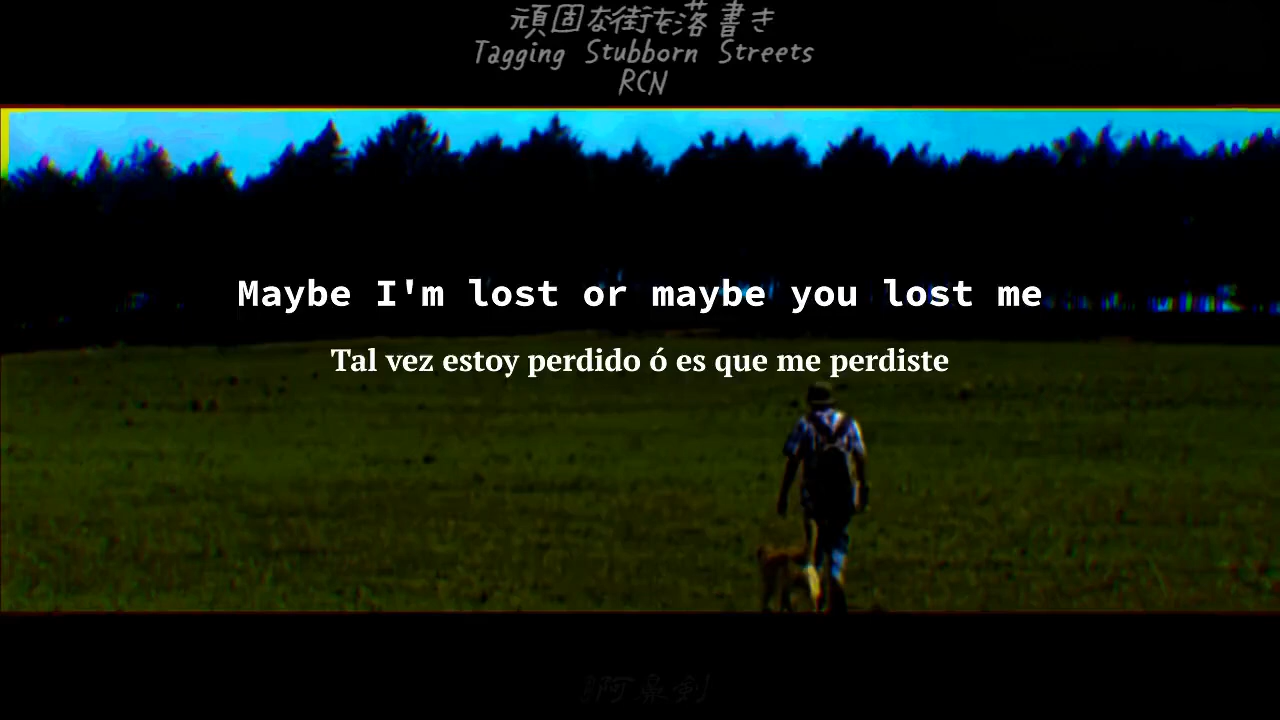 頑固な街を落書き
Tagging Stubborn Streets
RCN
Maybe I'm lost or maybe you lost me
Tal vez estoy perdido ó es que me perdiste